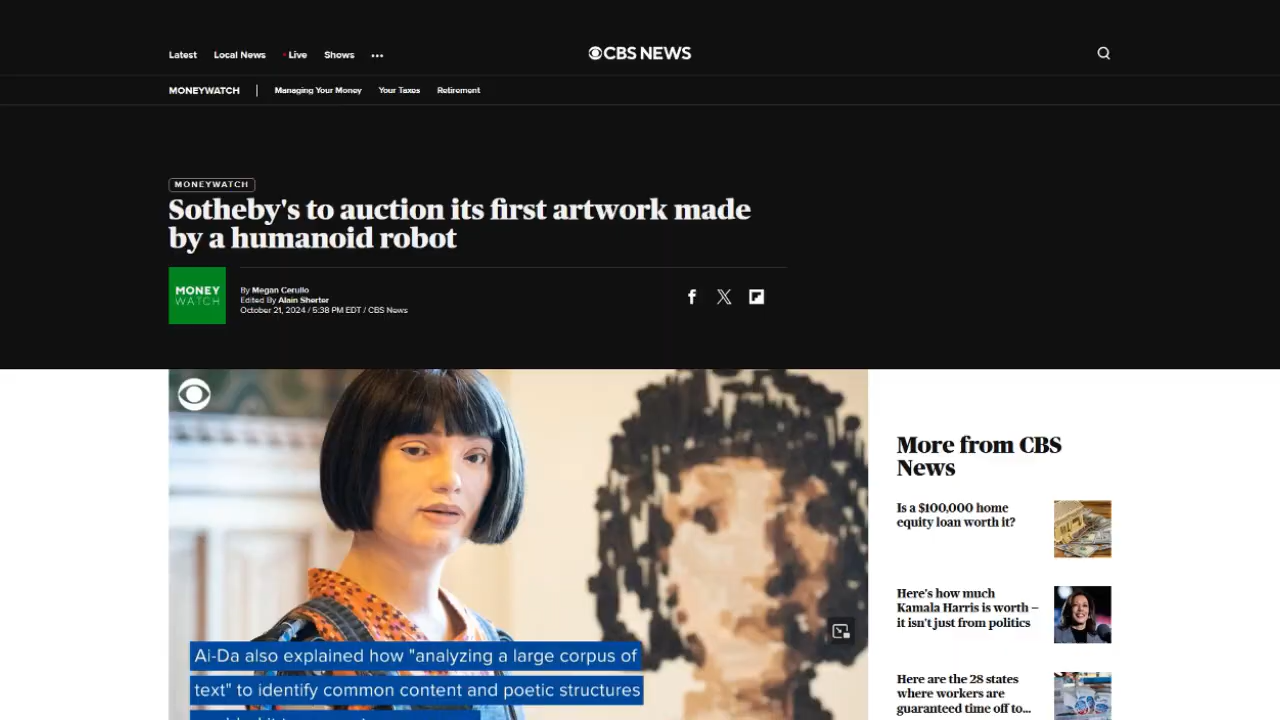 Latest Local News Live Shows
CBS NEWS
MONEYWATCH Managing Your Money Your Taxes Retirement
MONEYWATCH
Sotheby's to auction its first artwork made
by a humanoid robot
MONEY
WATCH
By Megan Cerullo
Edited By Alain Sherter
October 21, 2024 / 5:38 PM EDT / CBS News
Ai-Da also explained how "analyzing a large corpus of
text" to identify common content and poetic structures
More from CBS
News
Is a $100,000 home
equity loan worth it?
Here's how much
Kamala Harris is worth –
it isn't just from politics
Here are the 28 states
where workers are
guaranteed time off to...